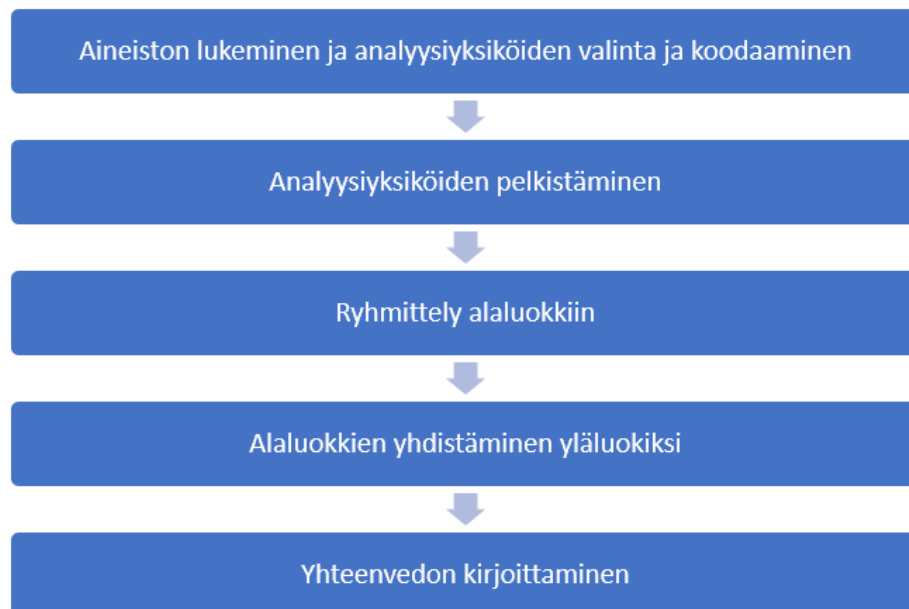 Aineiston lukeminen ja analyysiyksiköiden valinta ja koodaaminen
Analyysiyksiköiden pelkistäminen
Ryhmittely alaluokkiin
Alaluokkien yhdistäminen yläluokiksi
Yhteenvedon kirjoittaminen